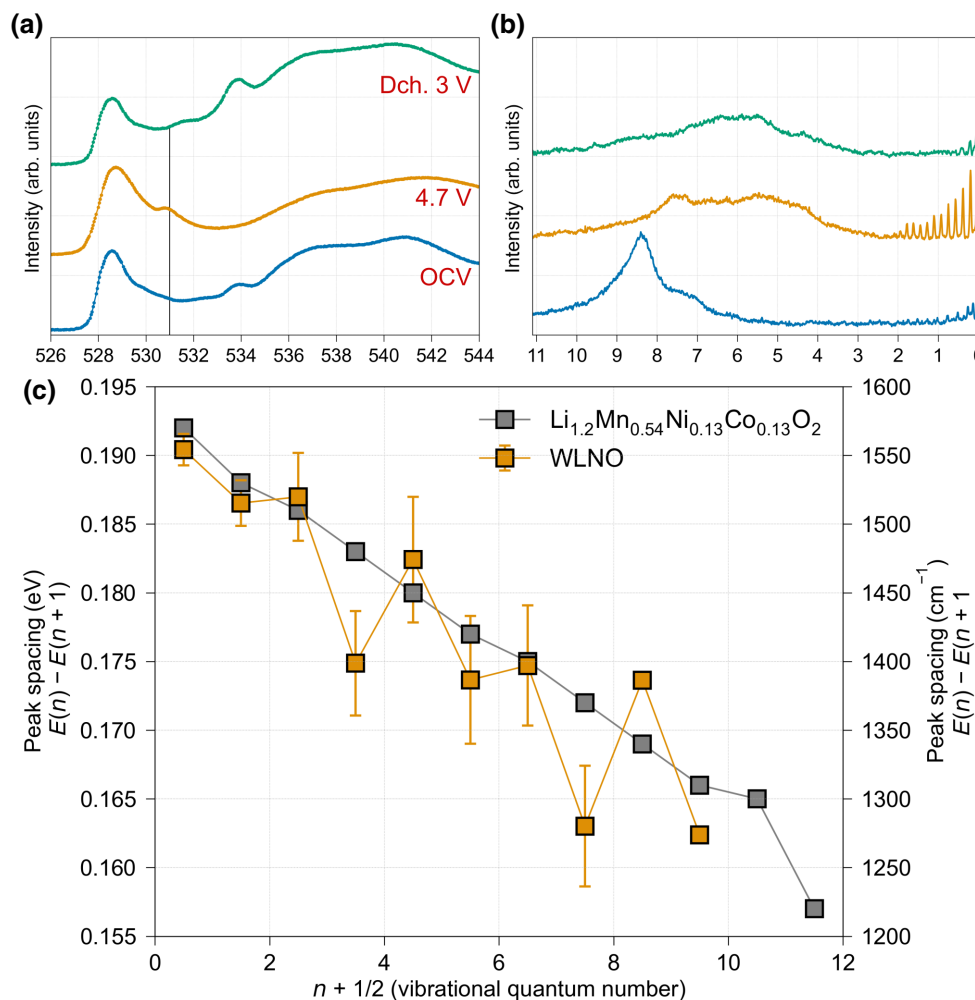 (a)
Intensity (arb. units)
Dch. 3 V
4.7 V
OCV
526 528 530 532 534 536 538 540 542 544
(b)
Intensity (arb. units)
11 10 9 8 7 6 5 4 3 2 1
(c)
Peak spacing (eV)
E(n) − E(n + 1)
0.195
0.190
0.185
0.180
0.175
0.170
0.165
0.160
0.155
Li1.2Mn0.54Ni0.13Co0.13O2
WLNO
1600
1550
1500
1450
1400
1350
1300
1250
1200
Peak spacing (cm−1)
E(n) − E(n + 1
0 2 4 6 8 10 12
n + 1/2 (vibrational quantum number)